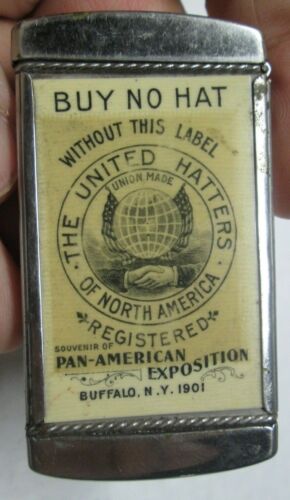 BUY NO HAT
WITHOUT THIS LABEL
· THE UNITED HATTERS ·
OF NORTH AMERICA
UNION MADE
REGISTERED
SOUVENIR OF
PAN-AMERICAN
EXPOSITION
BUFFALO, N.Y. 1901